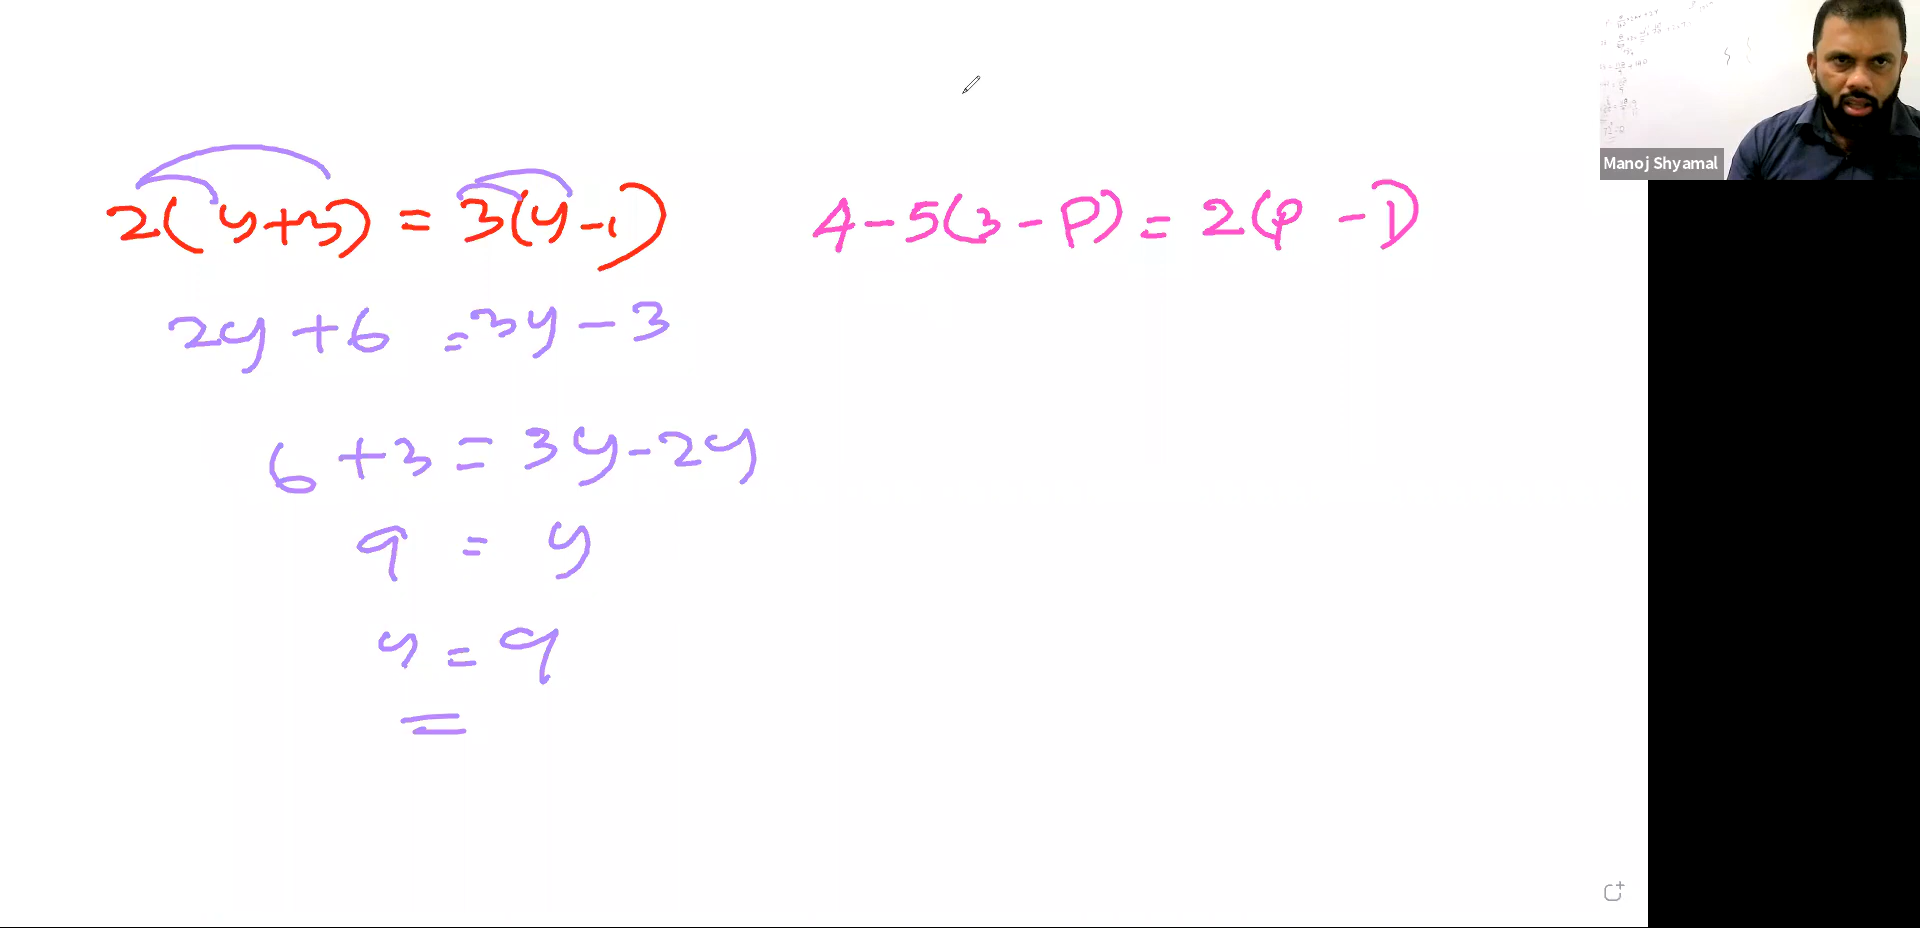 2(y+3) = 3(y-1)
2y + 6 = 3y - 3
6 + 3 = 3y - 2y
9 = y
y = 9
4 - 5(3 - P) = 2(P - 1)
Manoj Shyamal